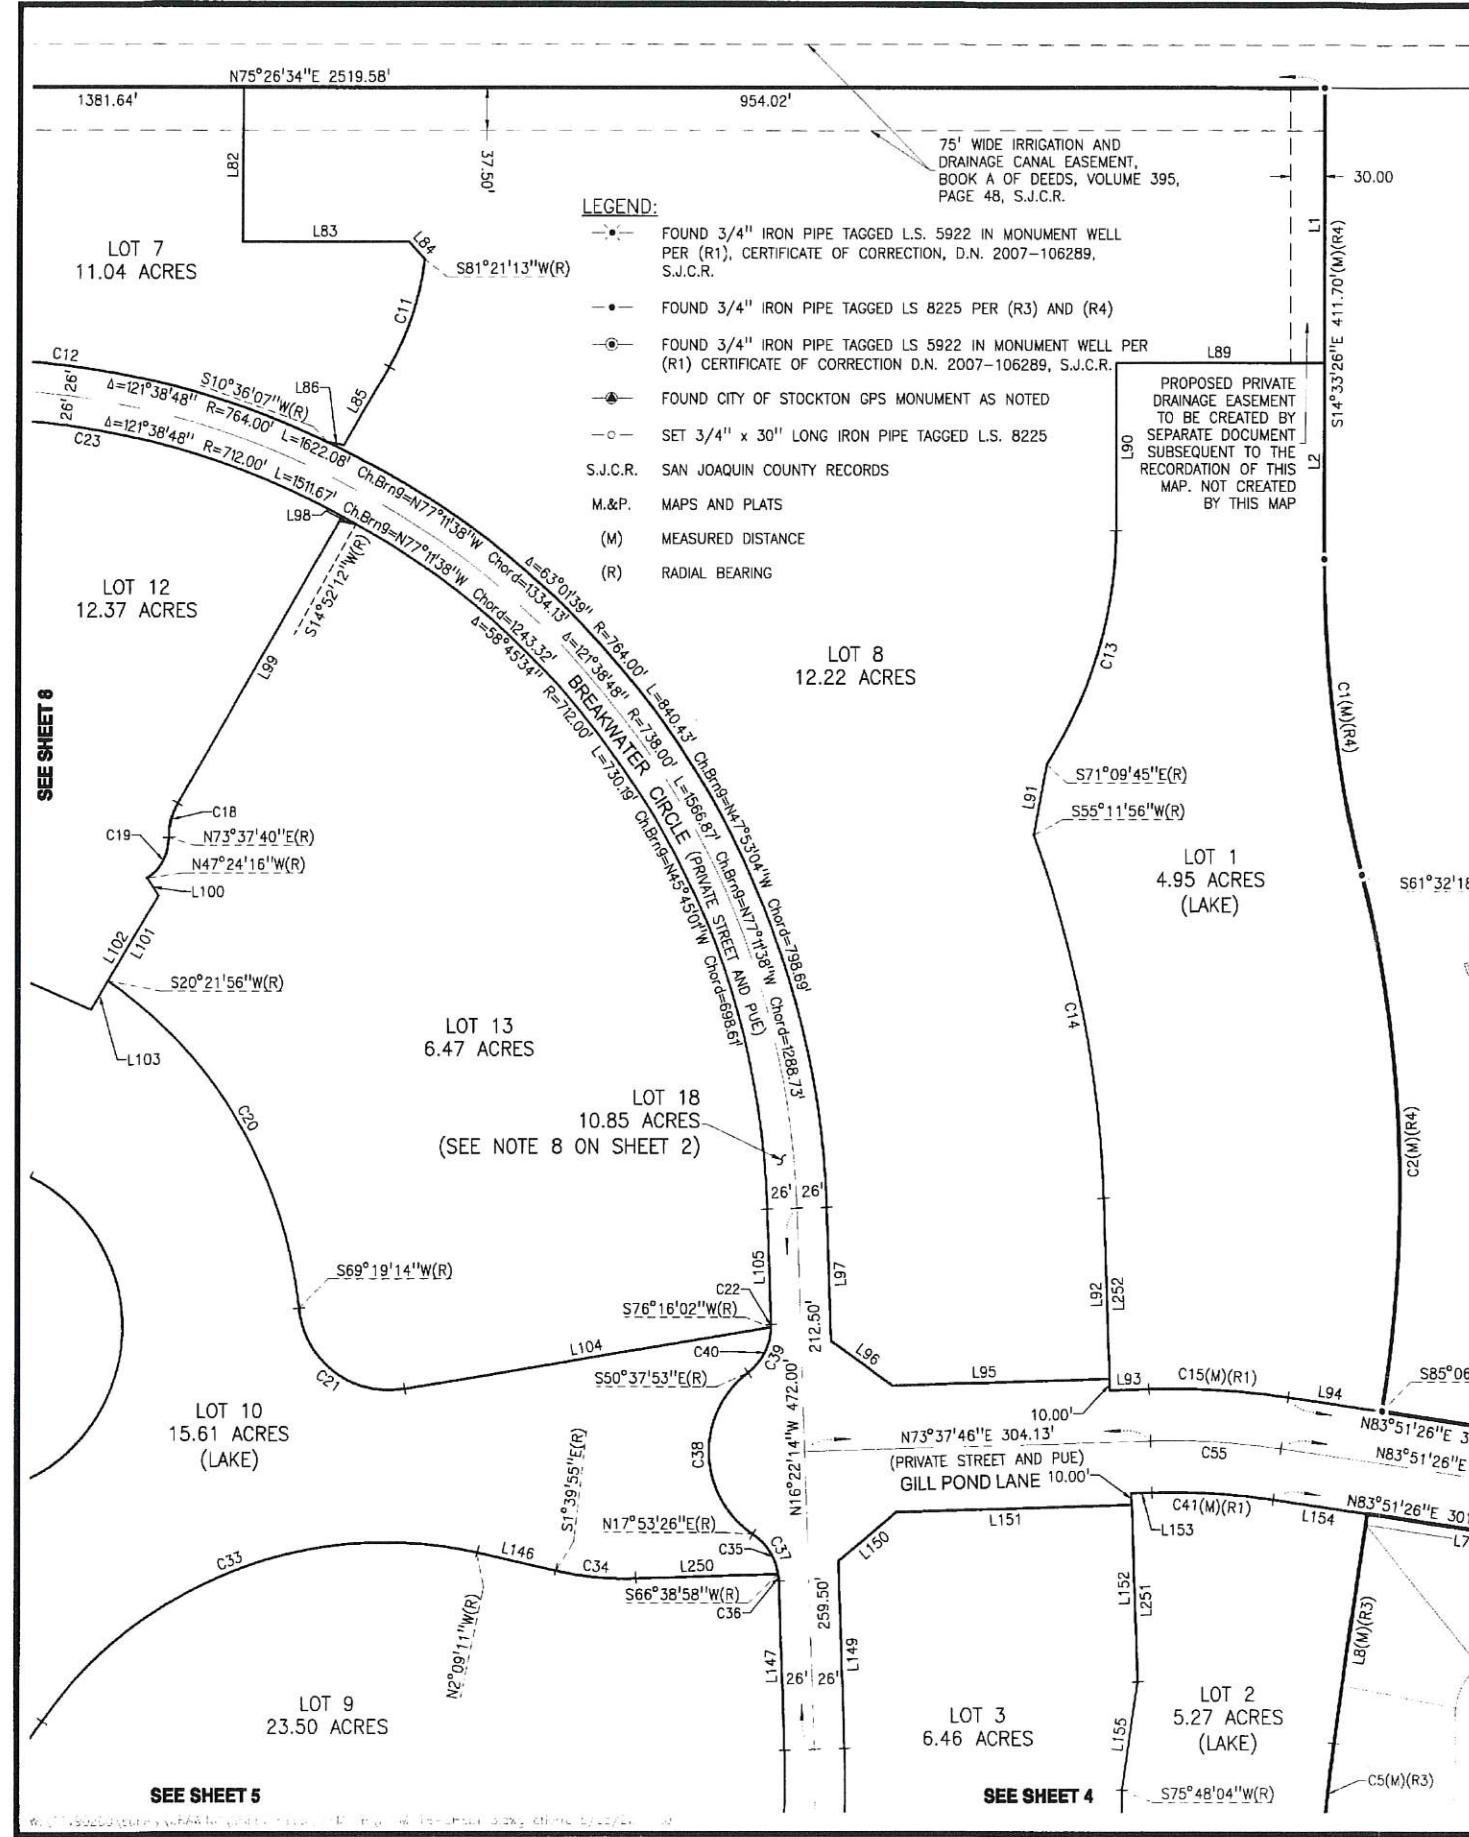 N75°26'34"E 2519.58'
1381.64'
954.02'
37.50'
L82
L83
L84
75' WIDE IRRIGATION AND
DRAINAGE CANAL EASEMENT,
BOOK A OF DEEDS, VOLUME 395,
PAGE 48, S.J.C.R.
30.00
L1
S14°33'26"E 411.70'(M)(R4)
L2
LEGEND:
FOUND 3/4" IRON PIPE TAGGED L.S. 5922 IN MONUMENT WELL
PER (R1), CERTIFICATE OF CORRECTION, D.N. 2007-106289,
S.J.C.R.
FOUND 3/4" IRON PIPE TAGGED LS 8225 PER (R3) AND (R4)
FOUND 3/4" IRON PIPE TAGGED LS 5922 IN MONUMENT WELL PER
(R1) CERTIFICATE OF CORRECTION D.N. 2007-106289, S.J.C.R.
FOUND CITY OF STOCKTON GPS MONUMENT AS NOTED
SET 3/4" x 30" LONG IRON PIPE TAGGED L.S. 8225
S.J.C.R. SAN JOAQUIN COUNTY RECORDS
M.&P. MAPS AND PLATS
(M) MEASURED DISTANCE
(R) RADIAL BEARING
LOT 7
11.04 ACRES
S81°21'13"W(R)
C11
C12
26'
26'
C23
S10°36'07"W(R)
L86
L85
Δ=121°38'48" R=764.00' L=1622.08' Ch.Brng=N77°11'38"W Chord=1334.13'
Δ=121°38'48" R=712.00' L=1511.67' Ch.Brng=N77°11'38"W Chord=1243.32'
L98
S14°52'12"W(R)
Δ=63°01'39" R=764.00' L=840.43' Ch.Brng=N47°53'04"W Chord=798.69'
Δ=121°38'48" R=738.00' L=1566.87' Ch.Brng=N77°11'38"W Chord=1288.73'
BREAKWATER CIRCLE (PRIVATE STREET AND PUE)
Δ=58°45'34" R=712.00' L=730.19' Ch.Brng=N45°45'01"W Chord=698.61'
L89
L90
PROPOSED PRIVATE
DRAINAGE EASEMENT
TO BE CREATED BY
SEPARATE DOCUMENT
SUBSEQUENT TO THE
RECORDATION OF THIS
MAP. NOT CREATED
BY THIS MAP
LOT 12
12.37 ACRES
L99
LOT 8
12.22 ACRES
C13
C1(M)(R4)
SEE SHEET 8
S71°09'45"E(R)
L91
S55°11'56"W(R)
C18
C19
N73°37'40"E(R)
N47°24'16"W(R)
L100
L102
L101
S20°21'56"W(R)
L103
LOT 1
4.95 ACRES
(LAKE)
S61°32'18
LOT 13
6.47 ACRES
C14
C20
LOT 18
10.85 ACRES
(SEE NOTE 8 ON SHEET 2)
C2(M)(R4)
26'
26'
S69°19'14"W(R)
L105
L97
C22
S76°16'02"W(R)
212.50'
L92
L252
L104
C40
C39
L96
S50°37'53"E(R)
C21
L95
L93
C15(M)(R1)
L94
S85°06
10.00'
LOT 10
15.61 ACRES
(LAKE)
C38
N16°22'14"W 472.00'
N73°37'46"E 304.13'
(PRIVATE STREET AND PUE)
GILL POND LANE
10.00'
C55
N83°51'26"E 3
N83°51'26"E
N83°51'26"E 301
C41(M)(R1)
L153
L154
L7
L151
L150
S1°39'55"E(R)
N17°53'26"E(R)
C35
C37
C33
L146
C34
L250
S66°38'58"W(R)
C36
N2°09'11"W(R)
259.50'
L152
L251
L8(M)(R3)
L147
26'
26'
L149
LOT 9
23.50 ACRES
LOT 3
6.46 ACRES
LOT 2
5.27 ACRES
(LAKE)
L155
C5(M)(R3)
S75°48'04"W(R)
SEE SHEET 5
SEE SHEET 4